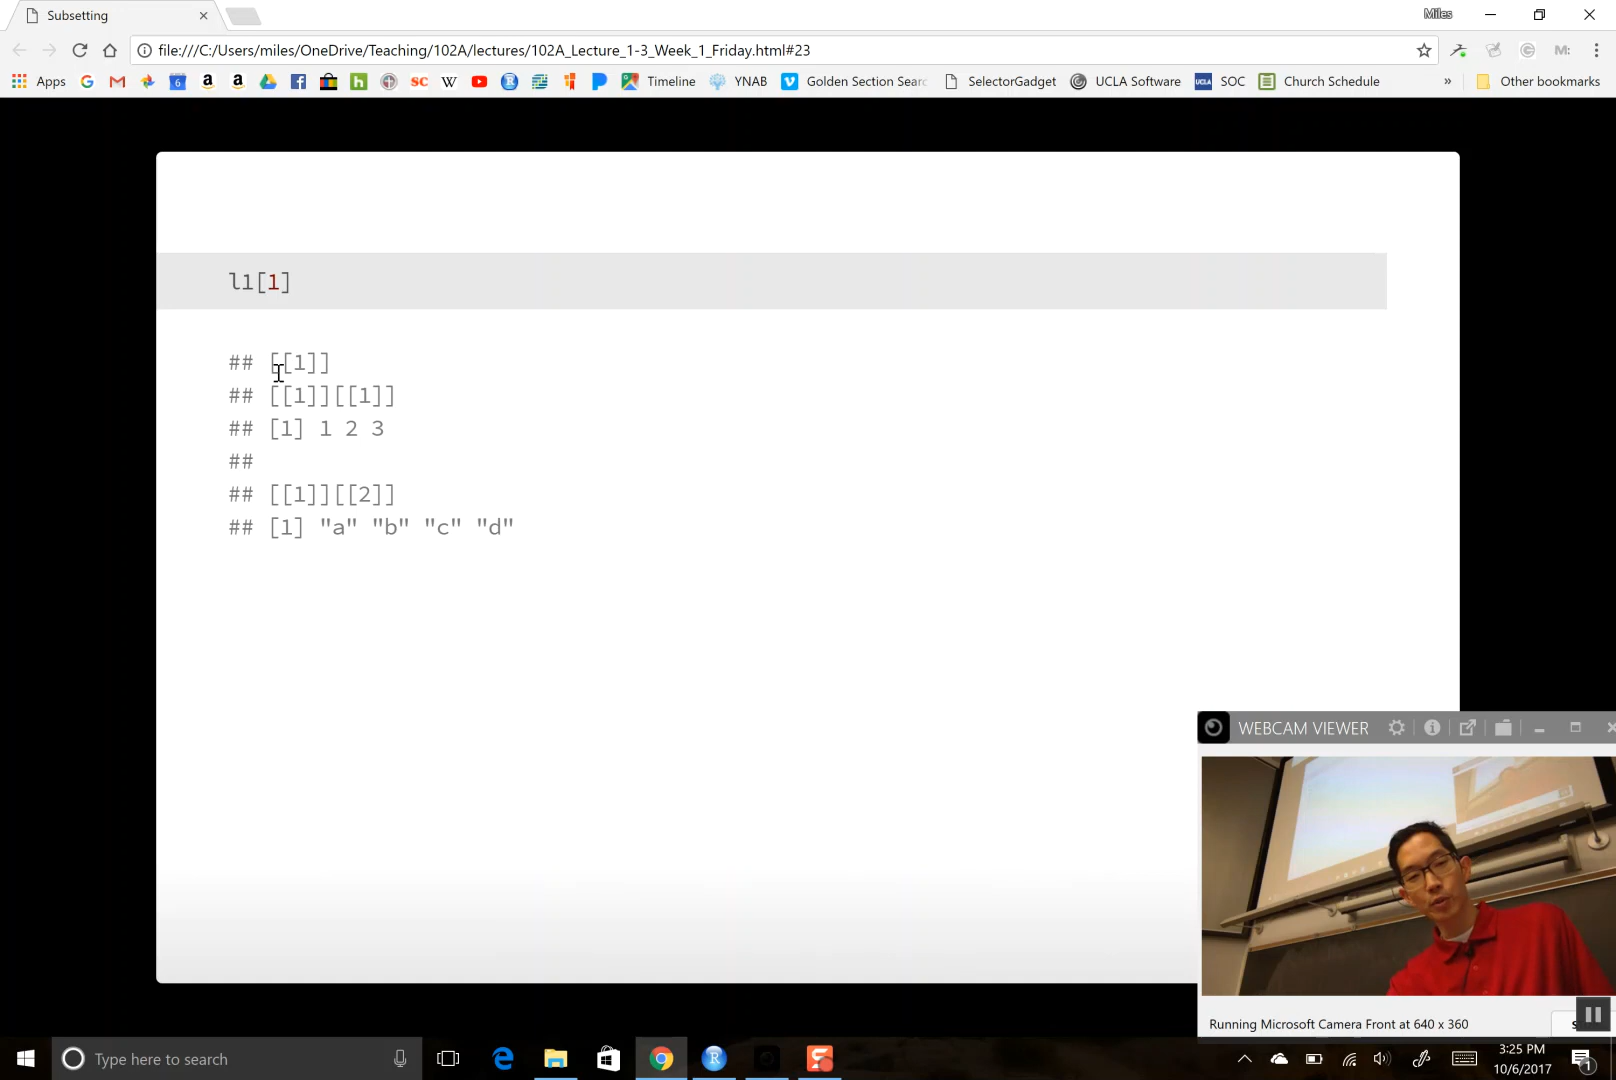 Subsetting
Miles
file:///C:/Users/miles/OneDrive/Teaching/102A/lectures/102A_Lecture_1-3_Week_1_Friday.html#23
Apps
Timeline
YNAB
Golden Section Searc
SelectorGadget
UCLA Software
SOC
Church Schedule
»
Other bookmarks
l1[1]
## [[1]]
## [[1]][[1]]
## [1] 1 2 3
##
## [[1]][[2]]
## [1] "a" "b" "c" "d"
WEBCAM VIEWER
Running Microsoft Camera Front at 640 x 360
Type here to search
3:25 PM
10/6/2017